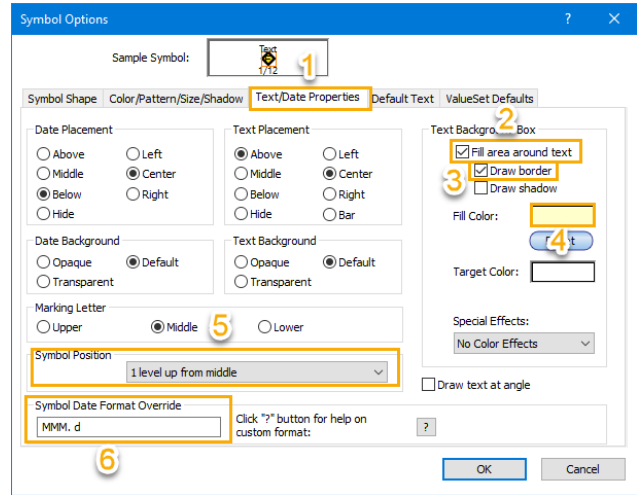 Symbol Options
? ×
Sample Symbol:
Text
1/12
1
Symbol Shape Color/Pattern/Size/Shadow Text/Date Properties Default Text ValueSet Defaults
2
Date Placement
Above Left
Middle Center
Below Right
Hide
Text Placement
Above Left
Middle Center
Below Right
Hide Bar
Text Background Box
Fill area around text
3 Draw border
Draw shadow
Fill Color:
4
Target Color:
Special Effects:
No Color Effects
Date Background
Opaque Default
Transparent
Text Background
Opaque Default
Transparent
Marking Letter
Upper Middle 5 Lower
Symbol Position
1 level up from middle
Draw text at angle
Symbol Date Format Override
MMM. d
6
Click "?" button for help on
custom format:
?
OK Cancel